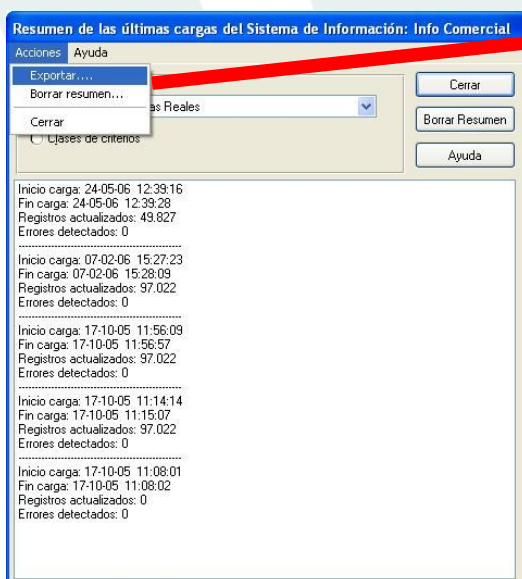 Resumen de las últimas cargas del Sistema de Información: Info Comercial
Acciones Ayuda
Exportar....
Borrar resumen...
Cerrar
Reales
Clases de criterios
Cerrar
Borrar Resumen
Ayuda
Inicio carga: 24-05-06 12:39:16
Fin carga: 24-05-06 12:39:28
Registros actualizados: 49.827
Errores detectados: 0
--------------------------------------------------
Inicio carga: 07-02-06 15:27:23
Fin carga: 07-02-06 15:28:09
Registros actualizados: 97.022
Errores detectados: 0
--------------------------------------------------
Inicio carga: 17-10-05 11:56:09
Fin carga: 17-10-05 11:56:57
Registros actualizados: 97.022
Errores detectados: 0
--------------------------------------------------
Inicio carga: 17-10-05 11:14:14
Fin carga: 17-10-05 11:15:07
Registros actualizados: 97.022
Errores detectados: 0
--------------------------------------------------
Inicio carga: 17-10-05 11:08:01
Fin carga: 17-10-05 11:08:02
Registros actualizados: 0
Errores detectados: 0